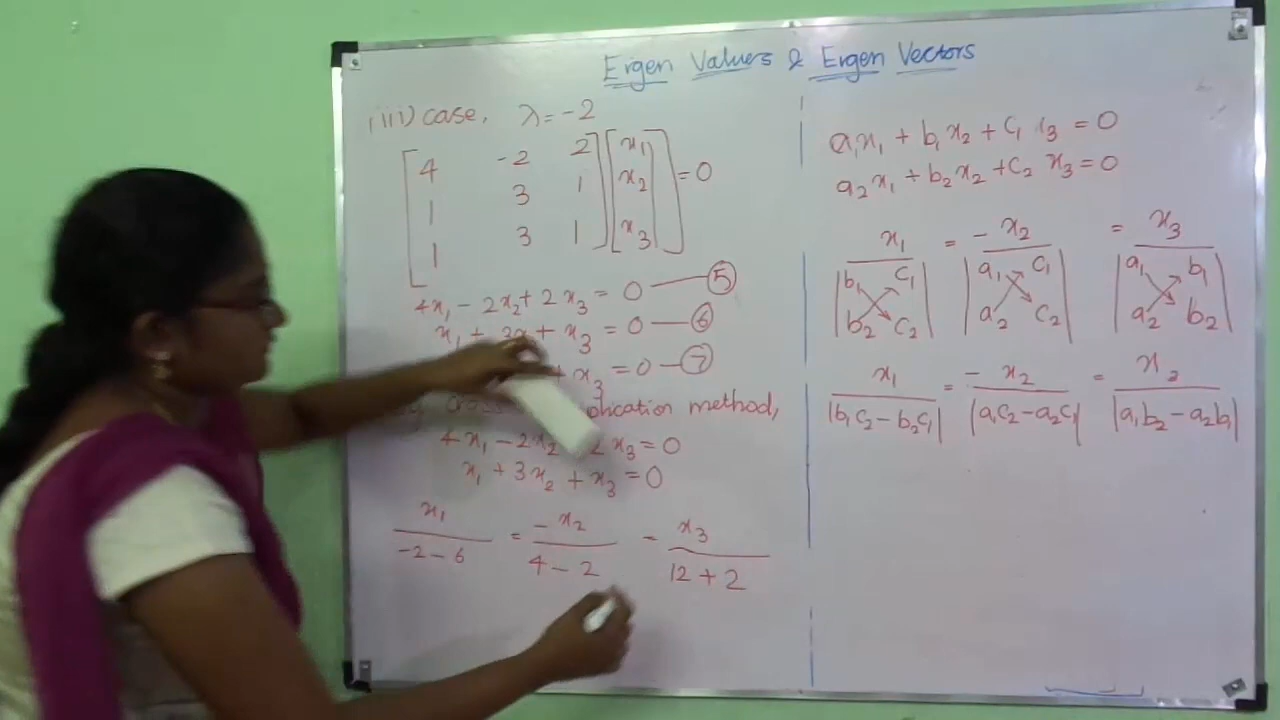 Eigen Values & Eigen Vectors
(iii) case, λ = -2
[4 -2 2] [x₁]
[1 3 1] [x₂] = 0
[1 3 1] [x₃]
4x₁ - 2x₂ + 2x₃ = 0 — ⑤
x₁ + 3x₂ + x₃ = 0 — ⑥
+ x₃ = 0 — ⑦
method,
4x₁ - 2x₂ 2x₃ = 0
x₁ + 3x₂ + x₃ = 0
x₁/(-2 - 6) = -x₂/(4 - 2) = x₃/(12 + 2)
a₁x₁ + b₁x₂ + c₁x₃ = 0
a₂x₁ + b₂x₂ + c₂x₃ = 0
x₁/|b₁ c₁; b₂ c₂| = -x₂/|a₁ c₁; a₂ c₂| = x₃/|a₁ b₁; a₂ b₂|
x₁/|b₁c₂ - b₂c₁| = -x₂/|a₁c₂ - a₂c₁| = x₃/|a₁b₂ - a₂b₁|